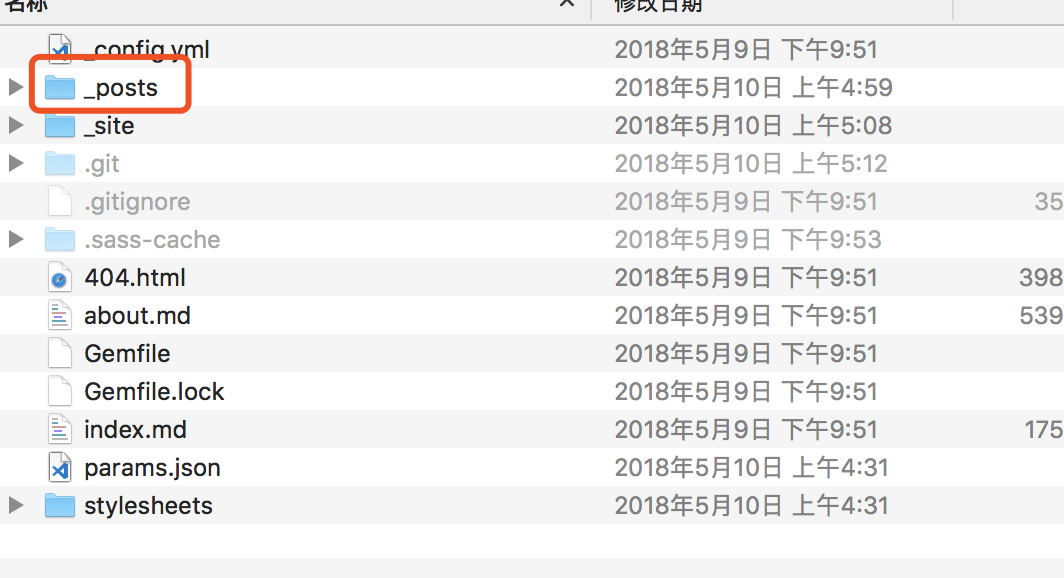 名称 修改日期
_config.yml 2018年5月9日 下午9:51
_posts 2018年5月10日 上午4:59
_site 2018年5月10日 上午5:08
.git 2018年5月10日 上午5:12
.gitignore 2018年5月9日 下午9:51 35
.sass-cache 2018年5月9日 下午9:53
404.html 2018年5月9日 下午9:51 398
about.md 2018年5月9日 下午9:51 539
Gemfile 2018年5月9日 下午9:51
Gemfile.lock 2018年5月9日 下午9:51
index.md 2018年5月9日 下午9:51 175
params.json 2018年5月10日 上午4:31
stylesheets 2018年5月10日 上午4:31